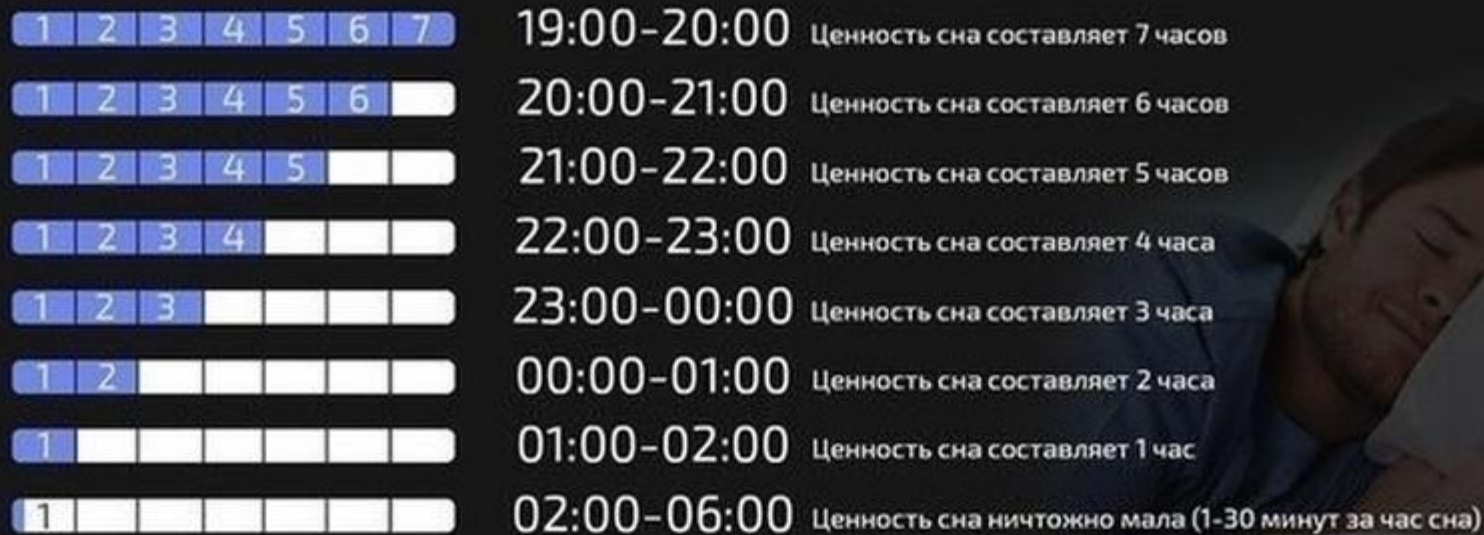 1 2 3 4 5 6 7 19:00-20:00 Ценность сна составляет 7 часов
1 2 3 4 5 6 20:00-21:00 Ценность сна составляет 6 часов
1 2 3 4 5 21:00-22:00 Ценность сна составляет 5 часов
1 2 3 4 22:00-23:00 Ценность сна составляет 4 часа
1 2 3 23:00-00:00 Ценность сна составляет 3 часа
1 2 00:00-01:00 Ценность сна составляет 2 часа
1 01:00-02:00 Ценность сна составляет 1 час
1 02:00-06:00 Ценность сна ничтожно мала (1-30 минут за час сна)